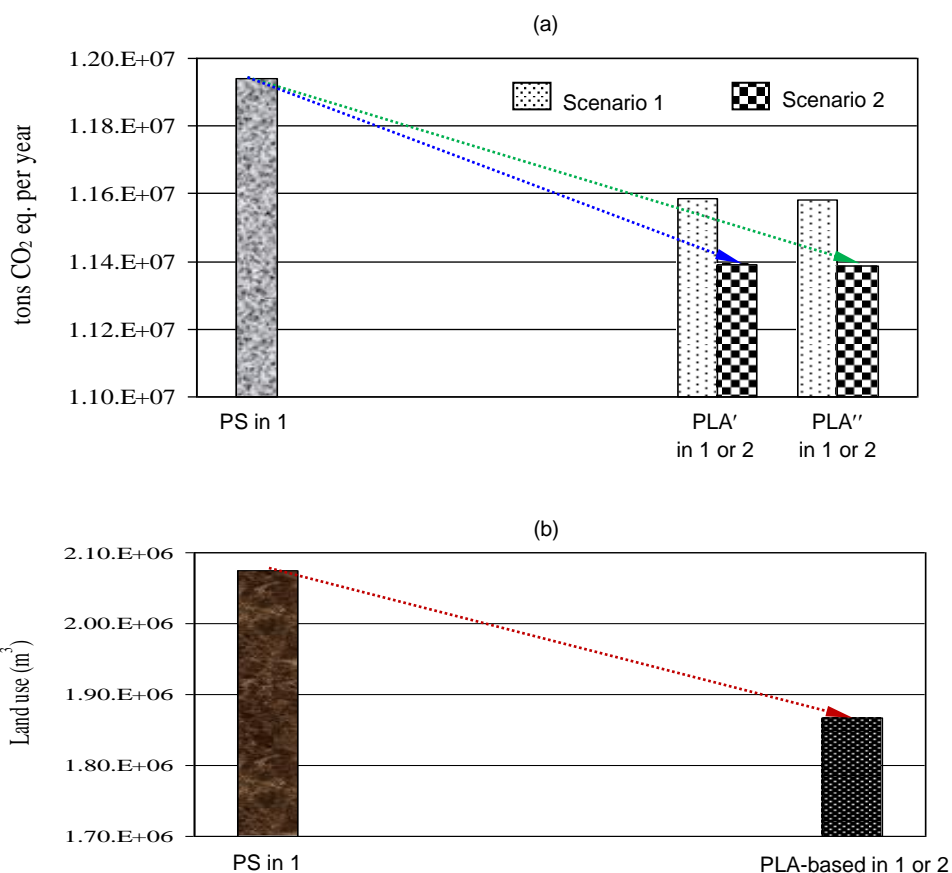 (a)
1.20.E+07
1.18.E+07
1.16.E+07
1.14.E+07
1.12.E+07
1.10.E+07
tons CO₂ eq. per year
Scenario 1
Scenario 2
PS in 1
PLA′
in 1 or 2
PLA′′
in 1 or 2
(b)
2.10.E+06
2.00.E+06
1.90.E+06
1.80.E+06
1.70.E+06
Land use (m³)
PS in 1
PLA-based in 1 or 2